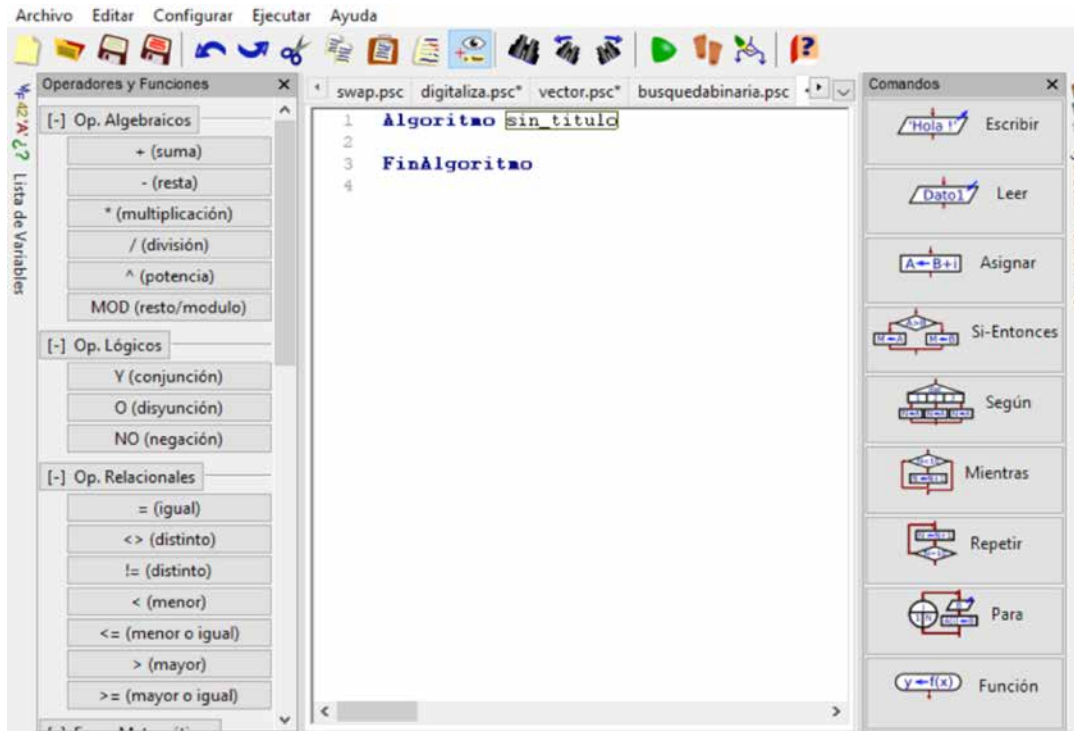 Archivo Editar Configurar Ejecutar Ayuda
Operadores y Funciones
swap.psc digitaliza.psc* vector.psc* busquedabinaria.psc
Comandos
Lista de Variables
[-] Op. Algebraicos
+ (suma)
- (resta)
* (multiplicación)
/ (división)
^ (potencia)
MOD (resto/modulo)
[-] Op. Lógicos
Y (conjunción)
O (disyunción)
NO (negación)
[-] Op. Relacionales
= (igual)
<> (distinto)
!= (distinto)
< (menor)
<= (menor o igual)
> (mayor)
>= (mayor o igual)
1 Algoritmo sin_titulo
2
3 FinAlgoritmo
4
'Hola !' Escribir
Dato1 Leer
A←B+i Asignar
Si-Entonces
Según
Mientras
Repetir
Para
y←f(x) Función